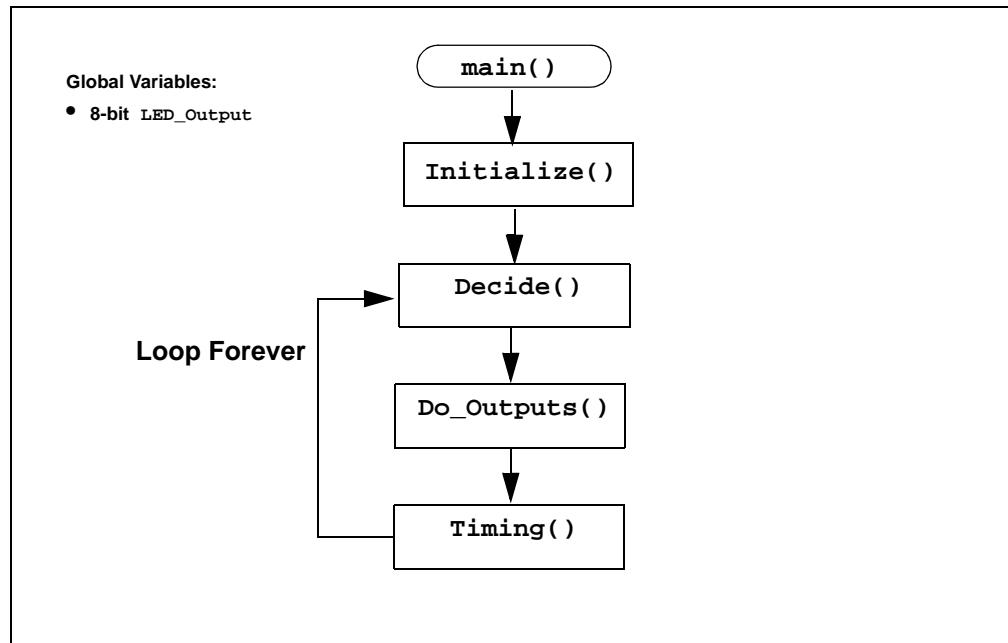 main()
Global Variables:
• 8-bit LED_Output
Initialize()
Decide()
Loop Forever
Do_Outputs()
Timing()